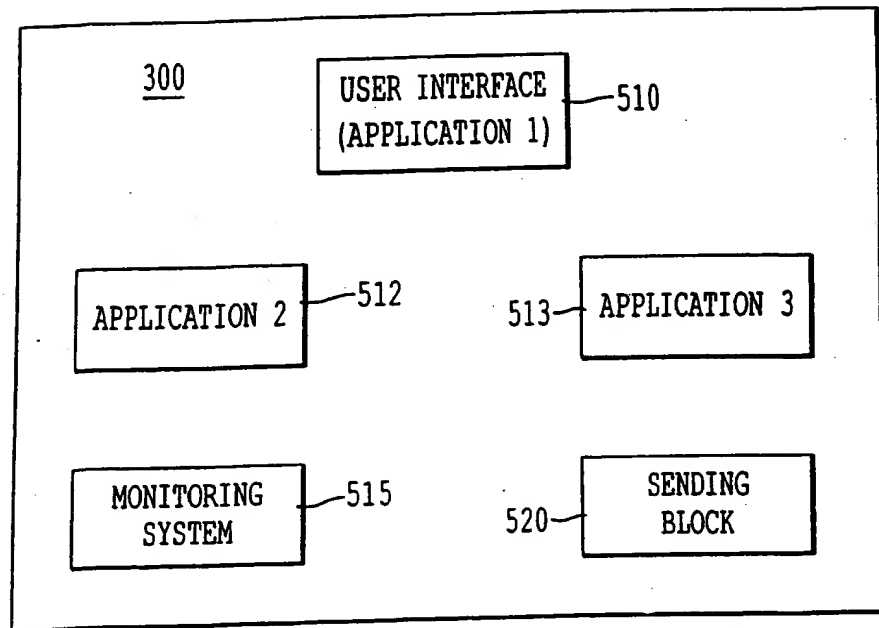 300
USER INTERFACE
(APPLICATION 1)
510
APPLICATION 2
512
513
APPLICATION 3
MONITORING
SYSTEM
515
520
SENDING
BLOCK